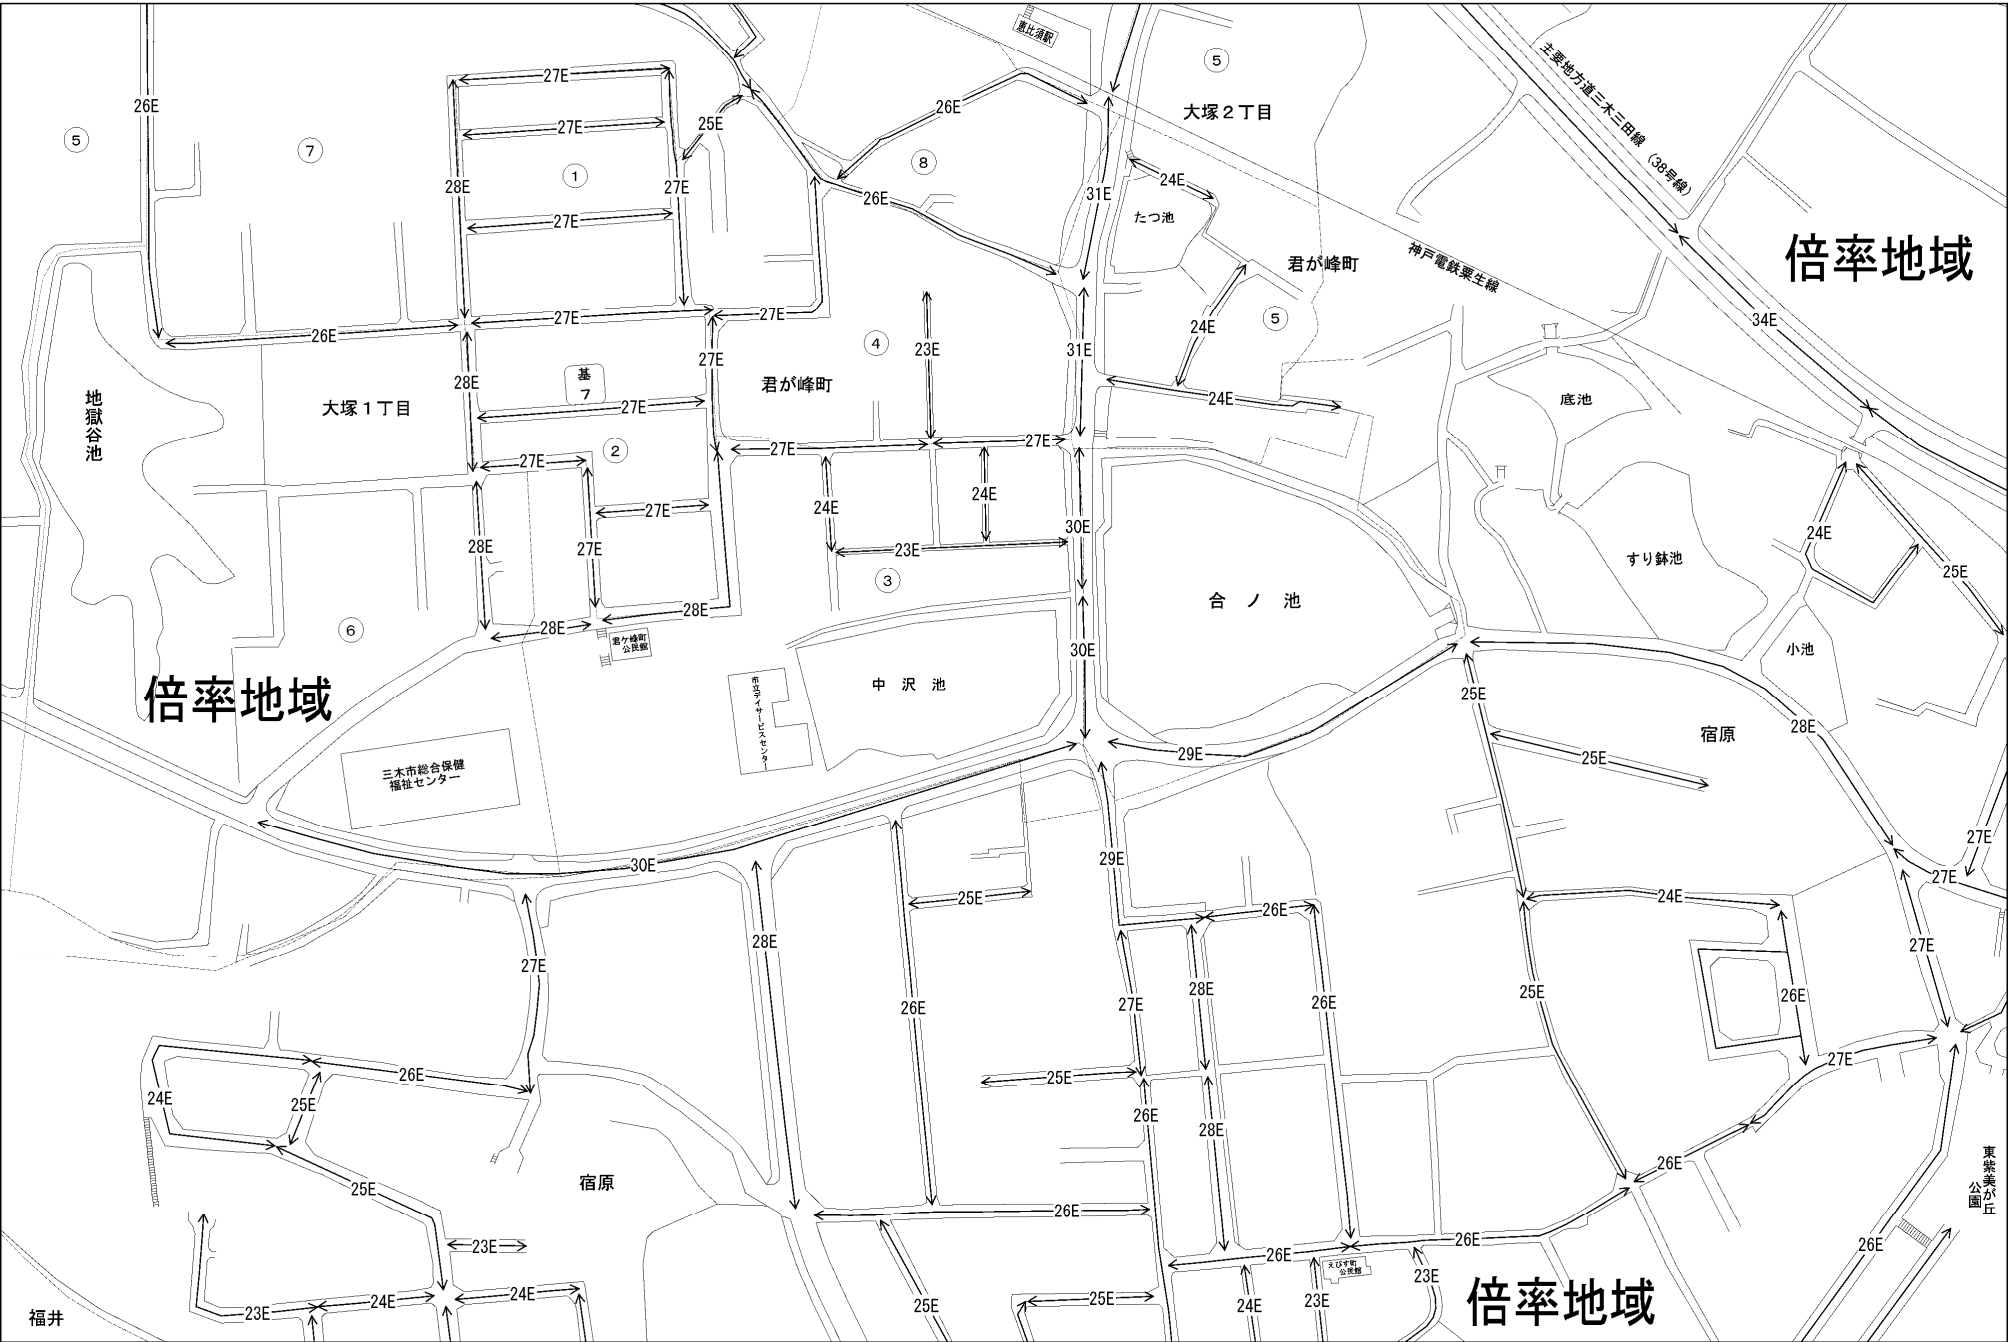 恵比須駅
5
主要地方道三木三田線 (38号線)
27E
26E
5
7
25E
26E
大塚2丁目
27E
1
8
28E
27E
31E
24E
26E
27E
たつ池
倍率地域
君が峰町
神戸電鉄粟生線
27E
27E
5
34E
26E
24E
4
23E
31E
27E
28E
基
7
君が峰町
地獄谷池
大塚1丁目
27E
24E
底池
2
27E
27E
27E
24E
24E
27E
30E
24E
28E
27E
23E
すり鉢池
25E
3
合ノ池
28E
6
28E
君ケ峰町
公民館
30E
小池
倍率地域
市立デイサービスセンター
中沢池
25E
宿原
28E
29E
25E
三木市総合保健
福祉センター
27E
30E
29E
27E
25E
24E
26E
28E
27E
27E
28E
25E
26E
26E
27E
26E
27E
25E
26E
24E
25E
26E
28E
26E
東紫美が丘
公園
宿原
25E
26E
23E
26E
26E
26E
えびす町
公民館
23E
倍率地域
福井
23E
24E
24E
25E
25E
24E
23E